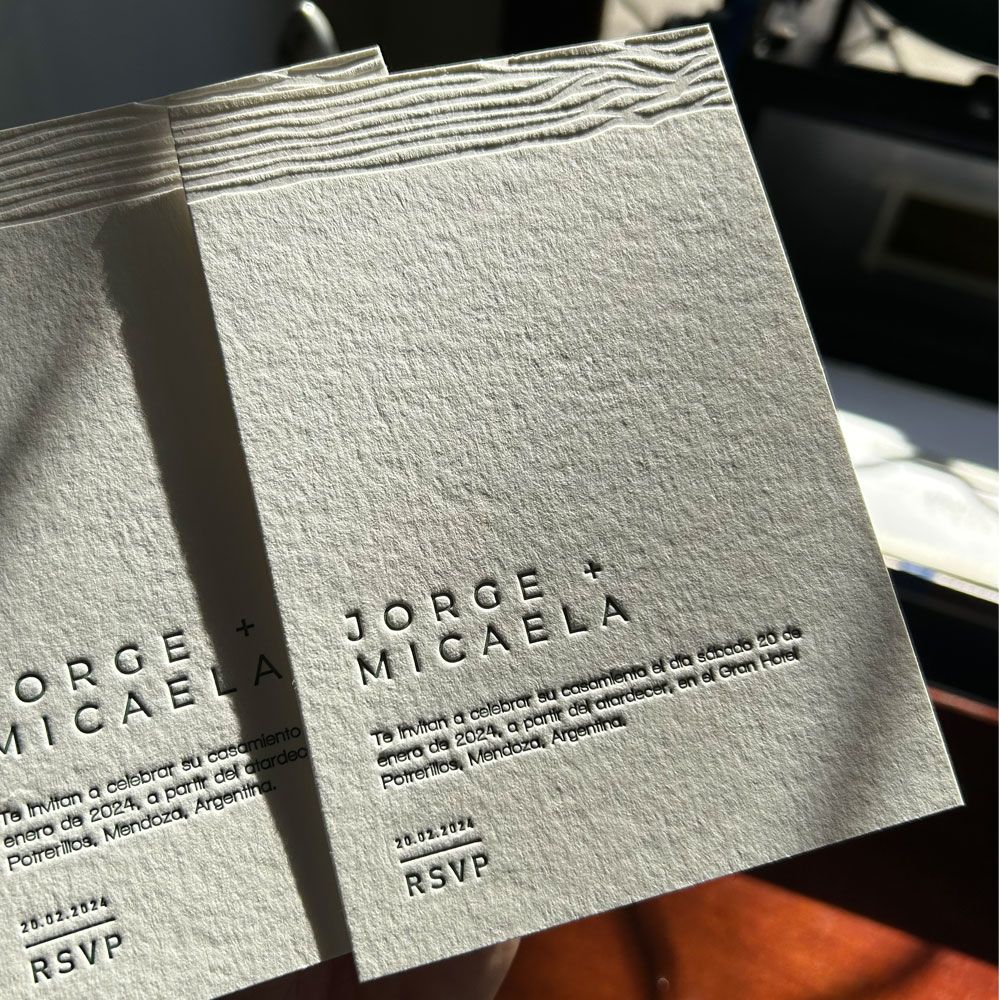 JORGE +
MICAELA
Te invitan a celebrar su casamiento
enero de 2024, a partir del atardec
Potrerillos, Mendoza, Argentina.
20.02.2024
RSVP
JORGE +
MICAELA
Te invitan a celebrar su casamiento el día sábado 20 de
enero de 2024, a partir del atardecer, en el Gran Hotel
Potrerillos, Mendoza, Argentina.
20.02.2024
RSVP